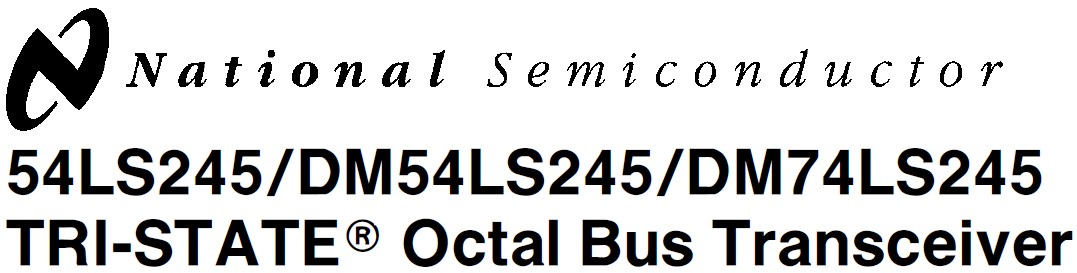 National Semiconductor
54LS245/DM54LS245/DM74LS245
TRI-STATE® Octal Bus Transceiver